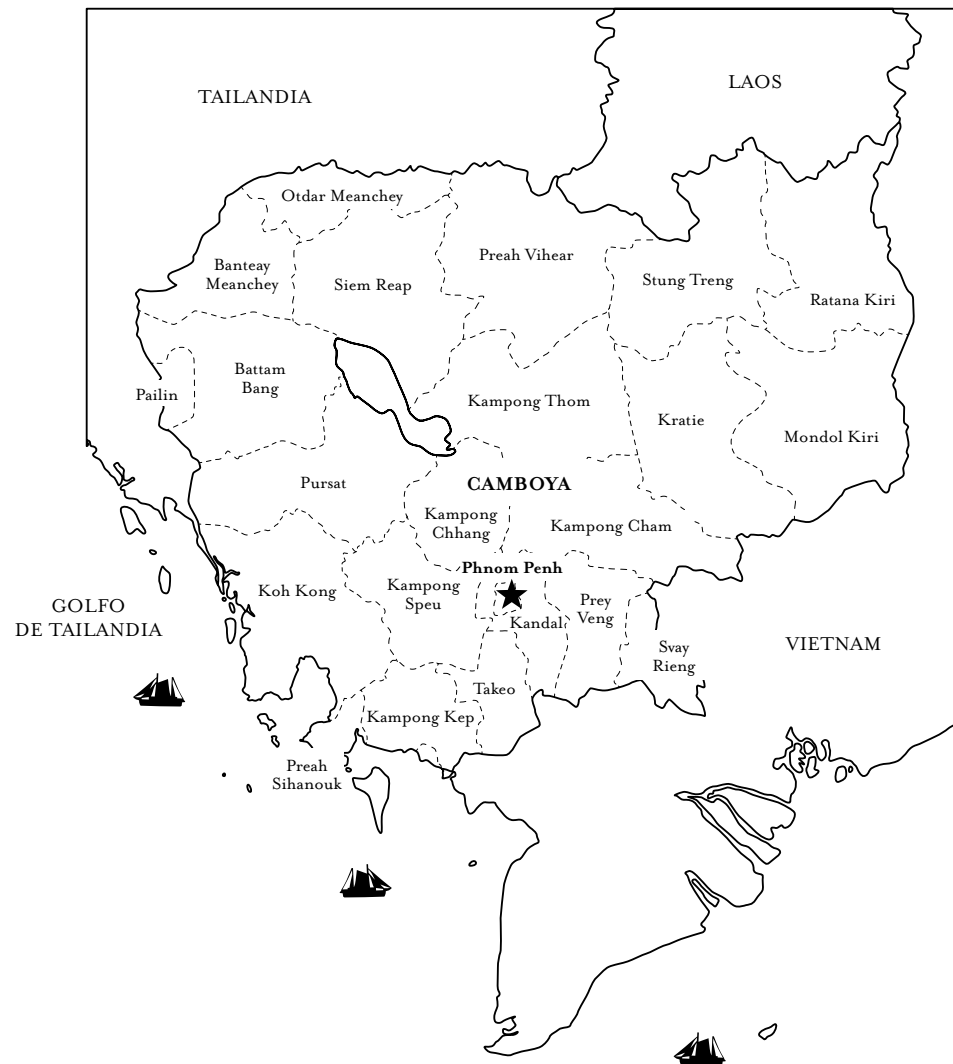 LAOS
TAILANDIA
Otdar Meanchey
Preah Vihear
Banteay
Meanchey
Siem Reap
Stung Treng
Ratana Kiri
Battam
Bang
Pailin
Kampong Thom
Kratie
Mondol Kiri
Pursat
CAMBOYA
Kampong
Chhang
Kampong Cham
Phnom Penh
Koh Kong
Kampong
Speu
Prey
Veng
Kandal
GOLFO
DE TAILANDIA
VIETNAM
Svay
Rieng
Takeo
Kampong Kep
Preah
Sihanouk